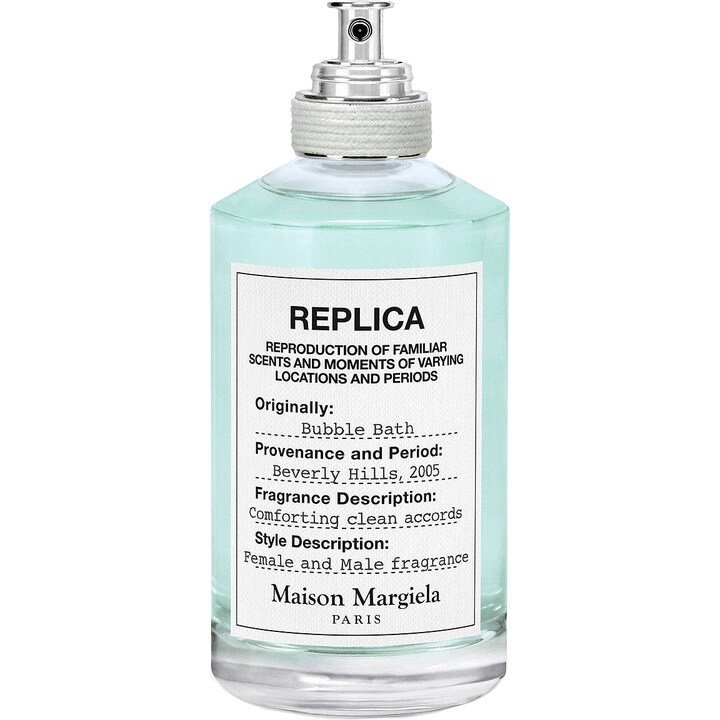 REPLICA
REPRODUCTION OF FAMILIAR
SCENTS AND MOMENTS OF VARYING
LOCATIONS AND PERIODS
Originally:
Bubble Bath
Provenance and Period:
Beverly Hills, 2005
Fragrance Description:
Comforting clean accords
Style Description:
Female and Male fragrance
Maison Margiela
PARIS